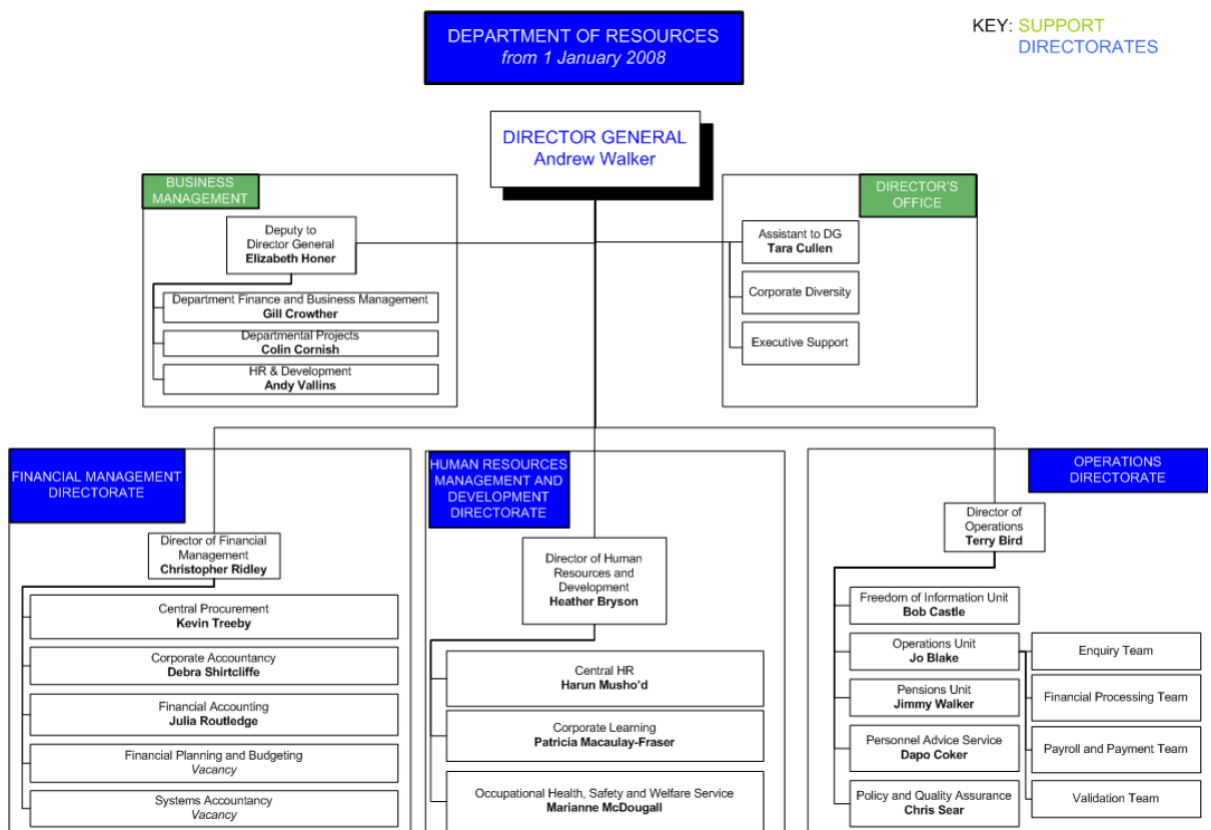 DEPARTMENT OF RESOURCES
from 1 January 2008
KEY: SUPPORT
DIRECTORATES
DIRECTOR GENERAL
Andrew Walker
BUSINESS
MANAGEMENT
Deputy to
Director General
Elizabeth Honer
Department Finance and Business Management
Gill Crowther
Departmental Projects
Colin Cornish
HR & Development
Andy Vallins
DIRECTOR'S
OFFICE
Assistant to DG
Tara Cullen
Corporate Diversity
Executive Support
FINANCIAL MANAGEMENT
DIRECTORATE
Director of Financial
Management
Christopher Ridley
Central Procurement
Kevin Treeby
Corporate Accountancy
Debra Shirtcliffe
Financial Accounting
Julia Routledge
Financial Planning and Budgeting
Vacancy
Systems Accountancy
Vacancy
HUMAN RESOURCES
MANAGEMENT AND
DEVELOPMENT
DIRECTORATE
Director of Human
Resources and
Development
Heather Bryson
Central HR
Harun Musho'd
Corporate Learning
Patricia Macaulay-Fraser
Occupational Health, Safety and Welfare Service
Marianne McDougall
OPERATIONS
DIRECTORATE
Director of
Operations
Terry Bird
Freedom of Information Unit
Bob Castle
Operations Unit
Jo Blake
Pensions Unit
Jimmy Walker
Personnel Advice Service
Dapo Coker
Policy and Quality Assurance
Chris Sear
Enquiry Team
Financial Processing Team
Payroll and Payment Team
Validation Team